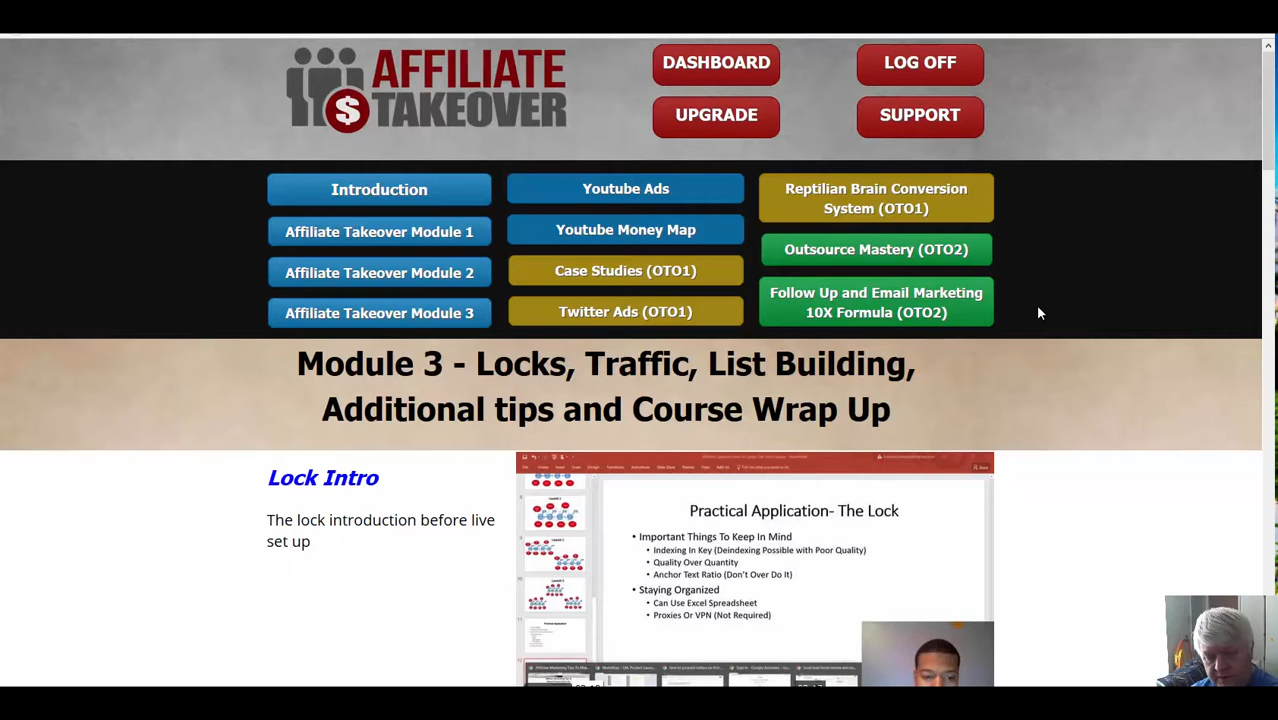 AFFILIATE
TAKEOVER
$
DASHBOARD
LOG OFF
UPGRADE
SUPPORT
Introduction
Affiliate Takeover Module 1
Affiliate Takeover Module 2
Affiliate Takeover Module 3
Youtube Ads
Youtube Money Map
Case Studies (OTO1)
Twitter Ads (OTO1)
Reptilian Brain Conversion
System (OTO1)
Outsource Mastery (OTO2)
Follow Up and Email Marketing
10X Formula (OTO2)
Module 3 - Locks, Traffic, List Building,
Additional tips and Course Wrap Up
Lock Intro
The lock introduction before live
set up
Practical Application- The Lock
• Important Things To Keep In Mind
• Indexing In Key (Deindexing Possible with Poor Quality)
• Quality Over Quantity
• Anchor Text Ratio (Don't Over Do It)
• Staying Organized
• Can Use Excel Spreadsheet
• Proxies Or VPN (Not Required)